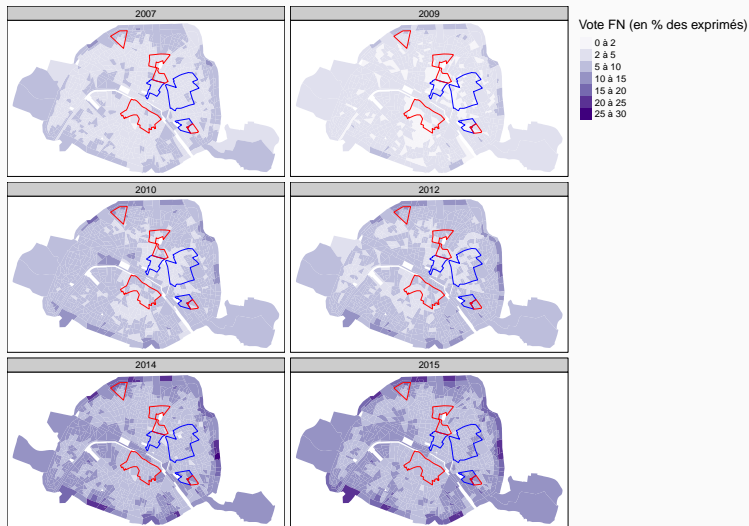 2007
2009
Vote FN (en % des exprimés)
0 à 2
2 à 5
5 à 10
10 à 15
15 à 20
20 à 25
25 à 30
2010
2012
2014
2015